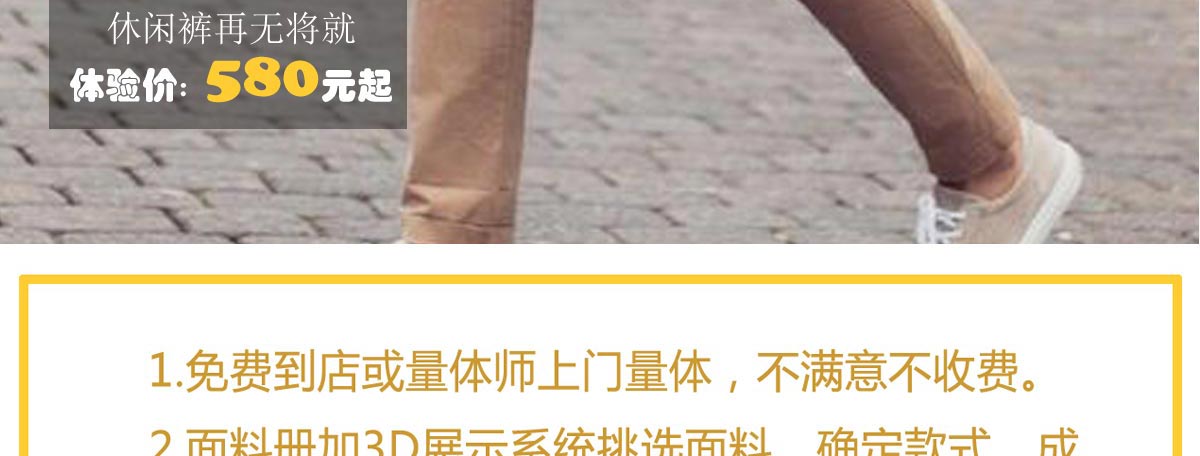 休闲裤再无将就
体验价：580元起
1.免费到店或量体师上门量体，不满意不收费。
2.面料册加3D展示系统挑选面料、确定款式、成